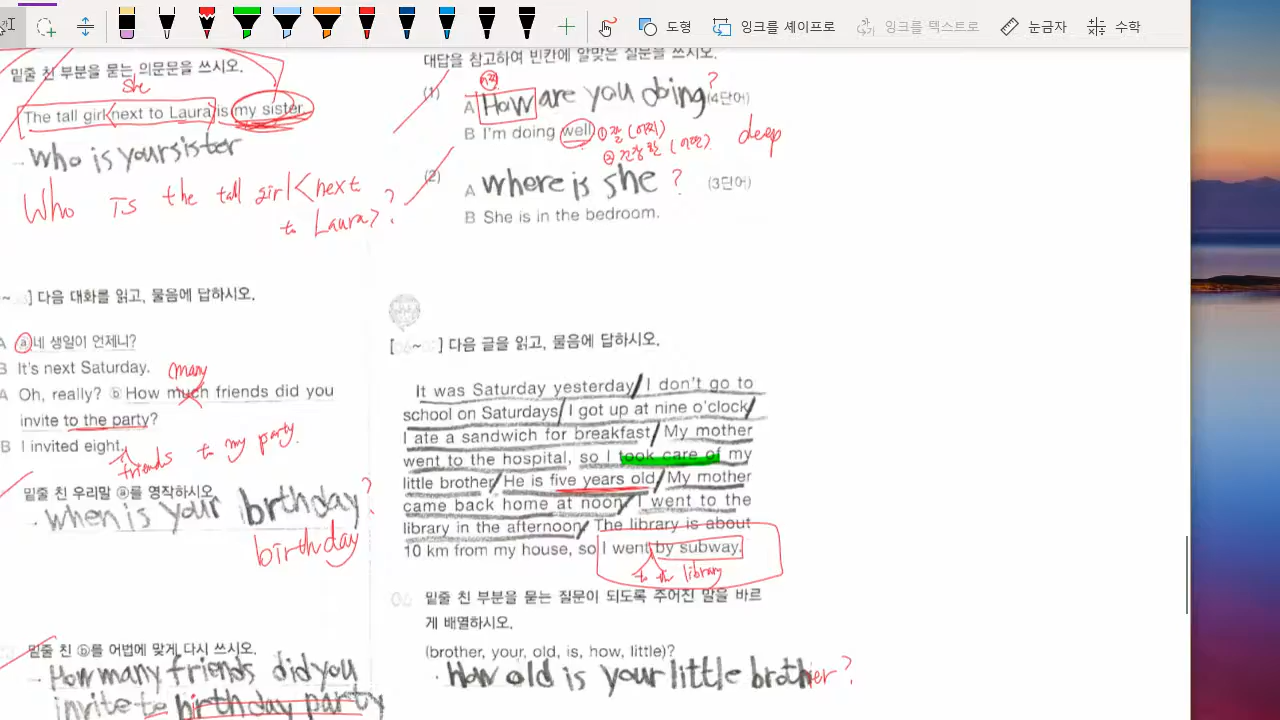 도형
잉크를 셰이프로
잉크를 텍스트로
눈금자
수학
밑줄 친 부분을 묻는 의문문을 쓰시오.
she
The tall girl <next to Laura> is my sister.
who is your sister
Who is the tall girl <next
to Laura> ?
~ ] 다음 대화를 읽고, 물음에 답하시오.
A ⓐ네 생일이 언제니?
B It's next Saturday.
many
A Oh, really? ⓑ How much friends did you
invite to the party?
B I invited eight.
friends to my party.
밑줄 친 우리말 ⓐ를 영작하시오.
when is your birthday ?
birthday
밑줄 친 ⓑ를 어법에 맞게 다시 쓰시오.
How many friends did you
invite to birthday party
대답을 참고하여 빈칸에 알맞은 질문을 쓰시오.
(1)
A How are you doing ? (4단어)
B I'm doing well ① 잘 (어찌)
② 건강한 (어떤)
deep
(2)
A where is she ? (3단어)
B She is in the bedroom.
[ ~ ] 다음 글을 읽고, 물음에 답하시오.
It was Saturday yesterday/ I don't go to
school on Saturdays/ I got up at nine o'clock/
I ate a sandwich for breakfast/ My mother
went to the hospital, so I took care of my
little brother/ He is five years old/ My mother
came back home at noon/ I went to the
library in the afternoon/ The library is about
10 km from my house, so I went by subway.
to the library
06 밑줄 친 부분을 묻는 질문이 되도록 주어진 말을 바르
게 배열하시오.
(brother, your, old, is, how, little)?
How old is your little brother ?